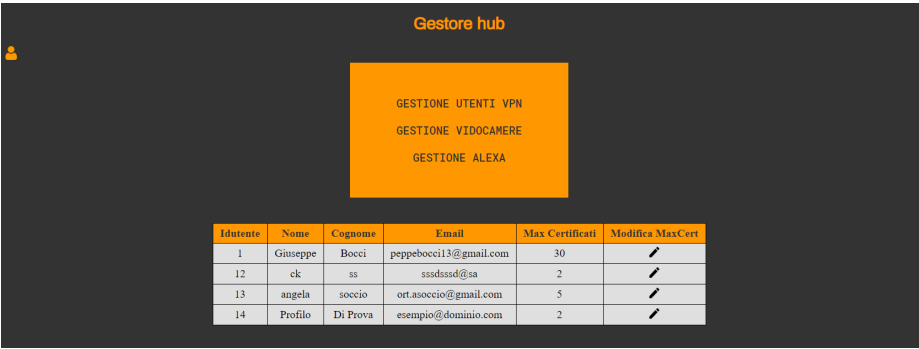 Gestore hub
GESTIONE UTENTI VPN
GESTIONE VIDOCAMERE
GESTIONE ALEXA
Idutente Nome Cognome Email Max Certificati Modifica MaxCert
1 Giuseppe Bocci peppebocci13@gmail.com 30
12 ck ss sssdsssd@sa 2
13 angela soccio ort.asoccio@gmail.com 5
14 Profilo Di Prova esempio@dominio.com 2